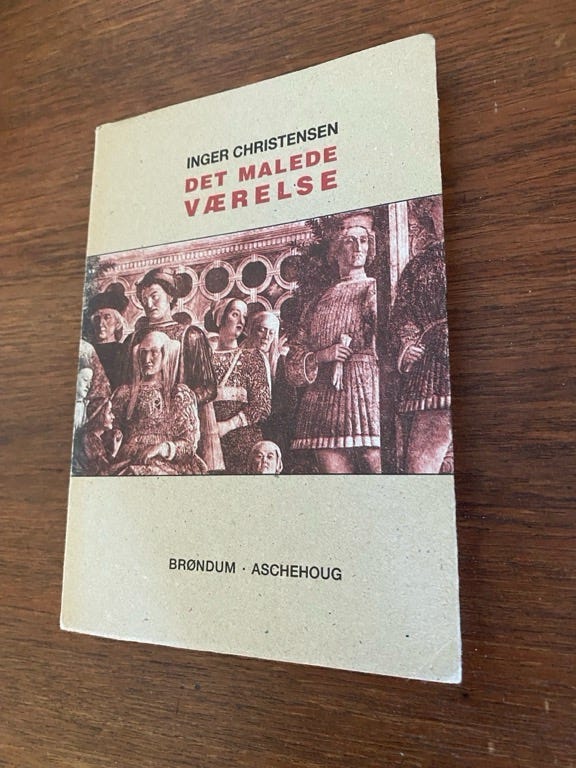 INGER CHRISTENSEN
DET MALEDE
VÆRELSE
BRØNDUM · ASCHEHOUG